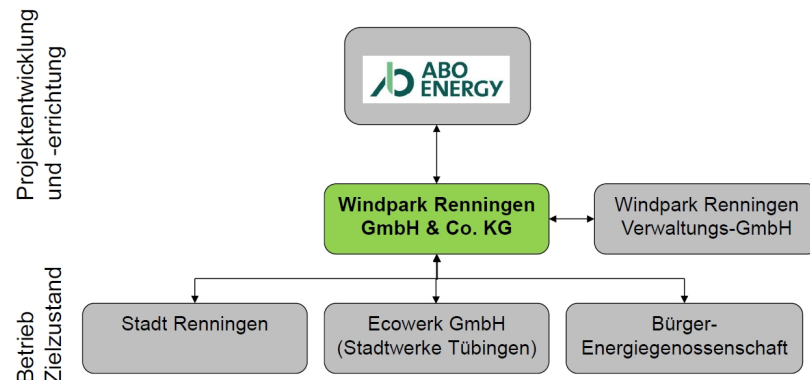 Projektentwicklung
und -errichtung
ABO
ENERGY
Windpark Renningen
GmbH & Co. KG
Windpark Renningen
Verwaltungs-GmbH
Betrieb
Zielzustand
Stadt Renningen
Ecowerk GmbH
(Stadtwerke Tübingen)
Bürger-
Energiegenossenschaft